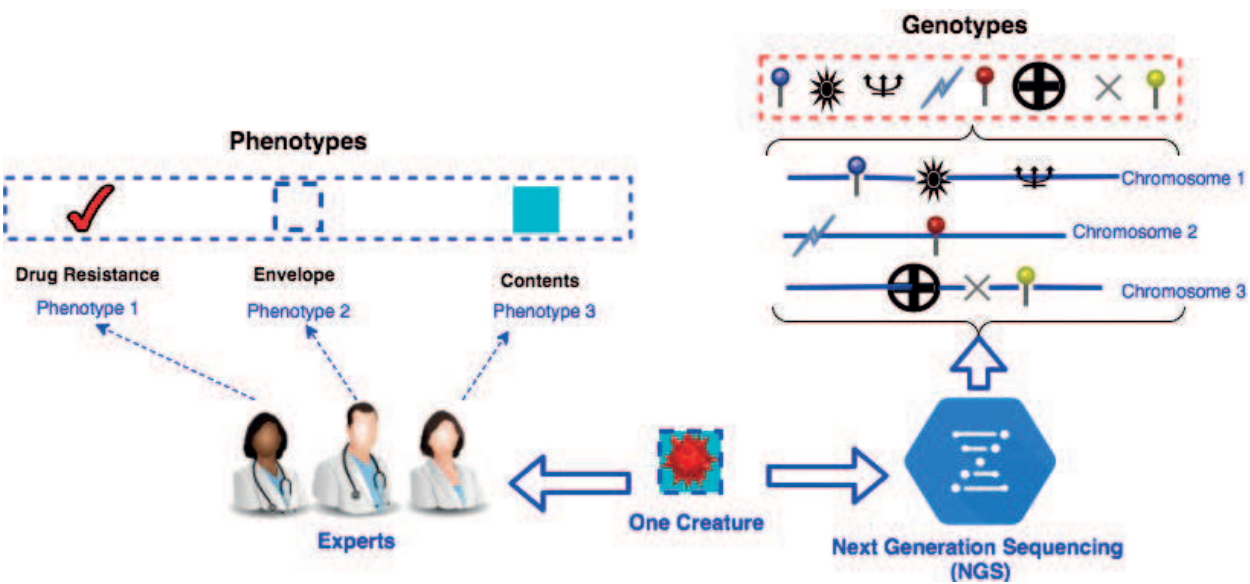 Genotypes
Phenotypes
Chromosome 1
Chromosome 2
Chromosome 3
Drug Resistance
Envelope
Contents
Phenotype 1
Phenotype 2
Phenotype 3
One Creature
Experts
Next Generation Sequencing
(NGS)